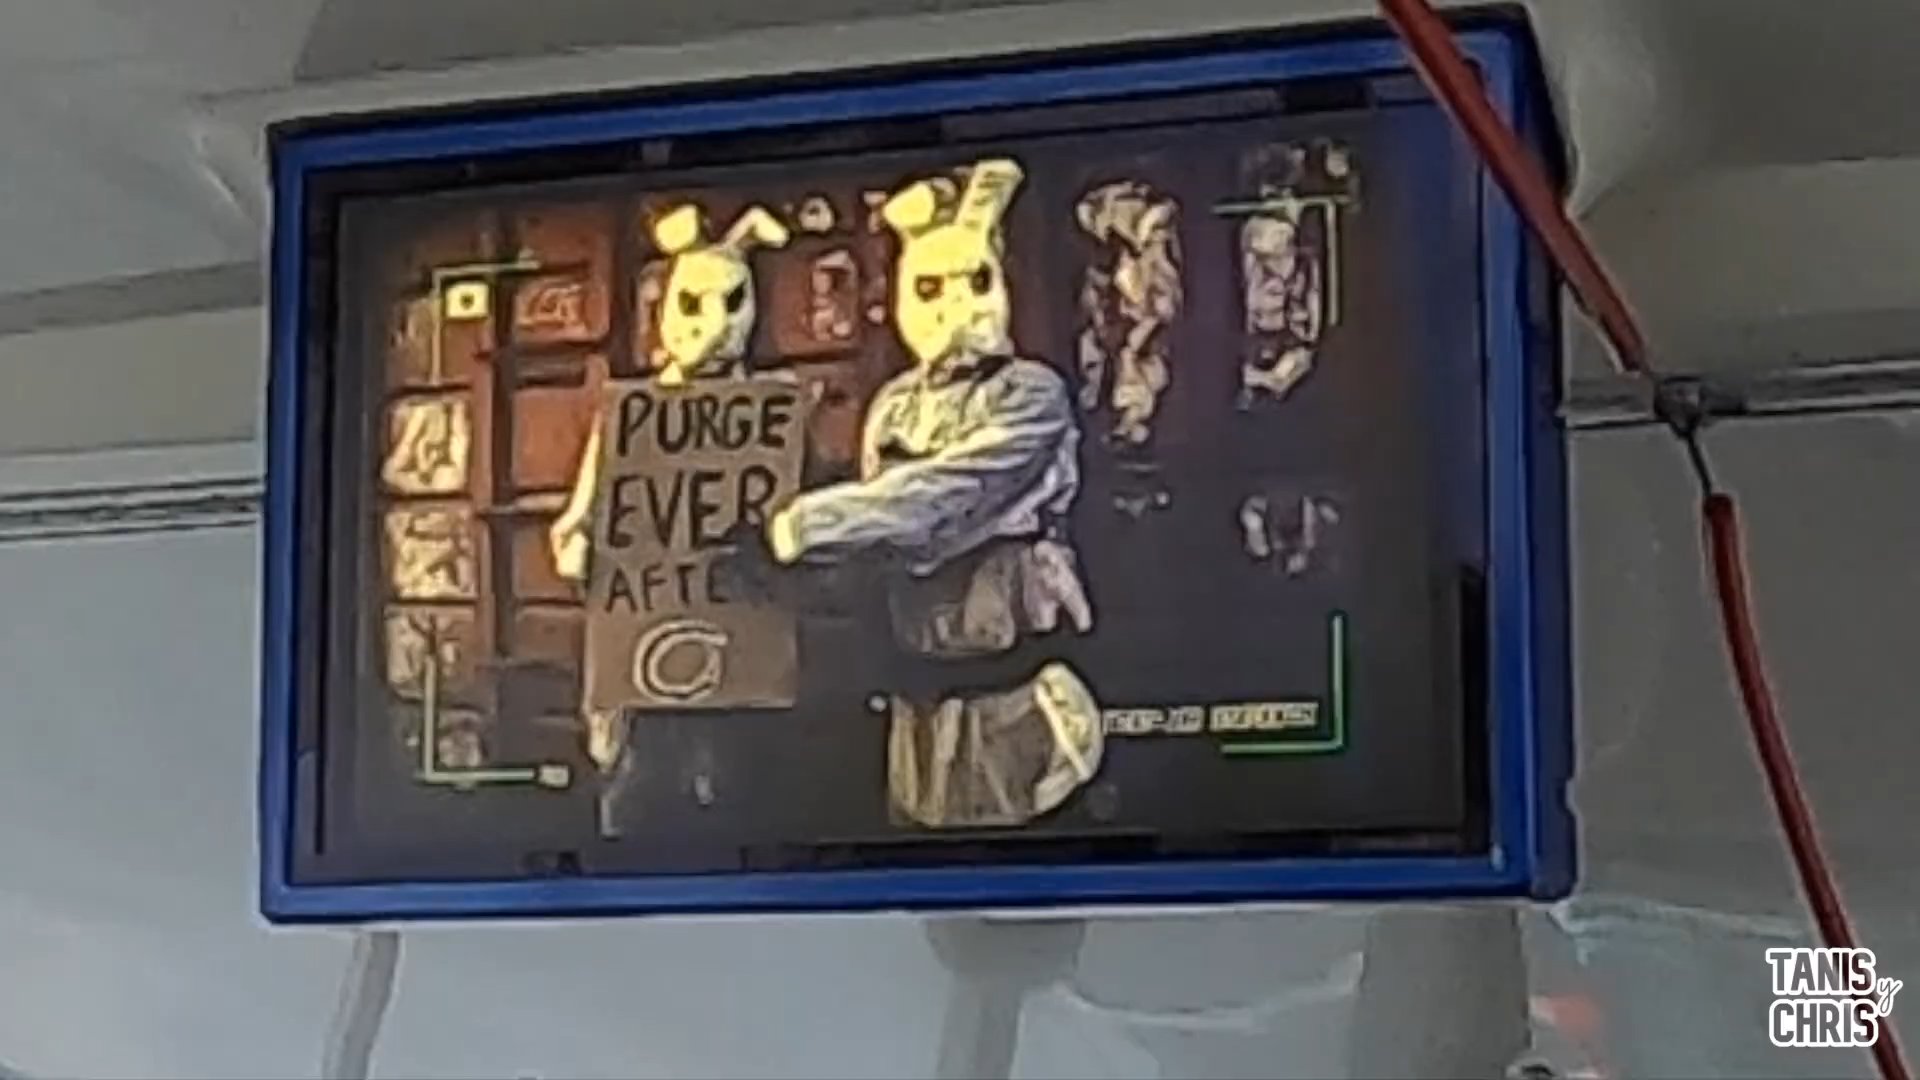 PURGE
EVER
AFTE
TANIS
y
CHRIS